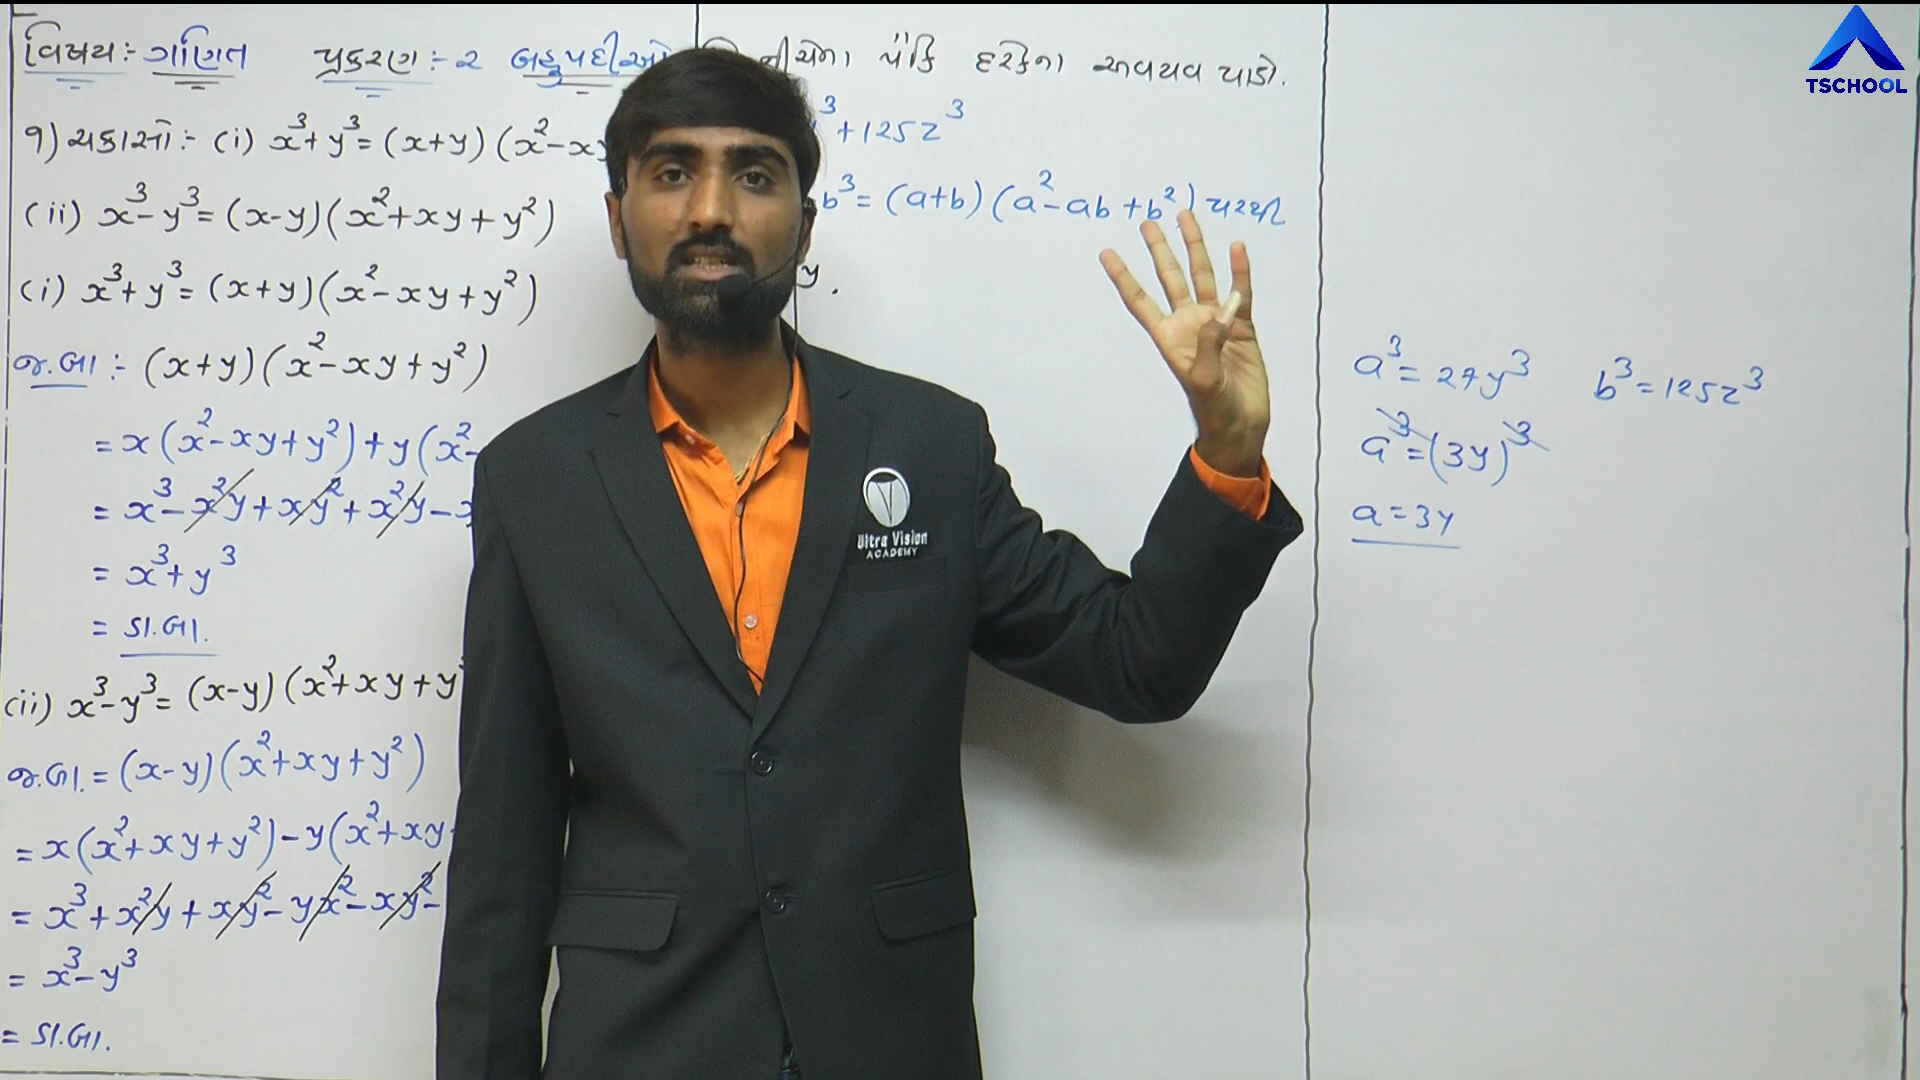 વિષય:- ગણિત પ્રકરણ:- ૨ બહુપદીઓ
૧) ચકાસો:- (i) x³+y³=(x+y)(x²-xy
(ii) x³-y³=(x-y)(x²+xy+y²)
(i) x³+y³=(x+y)(x²-xy+y²)
જ.બા :- (x+y)(x²-xy+y²)
=x(x²-xy+y²)+y(x²-
= x³-x²y+xy²+x²y-x
= x³+y³
= ડા.બા.
(ii) x³-y³=(x-y)(x²+xy+y²
જ.બા.=(x-y)(x²+xy+y²)
=x(x²+xy+y²)-y(x²+xy
= x³+x²y+xy²-yx²-xy²-
= x³-y³
= ડા.બા.
નીચેના પૈકિ દરેકના અવયવ પાડો.
³+125z³
b³=(a+b)(a²-ab+b²) પરથી
y.
a³=27y³ b³=125z³
a³=(3y)³
a=3y
TSCHOOL
Ultra Vision
ACADEMY